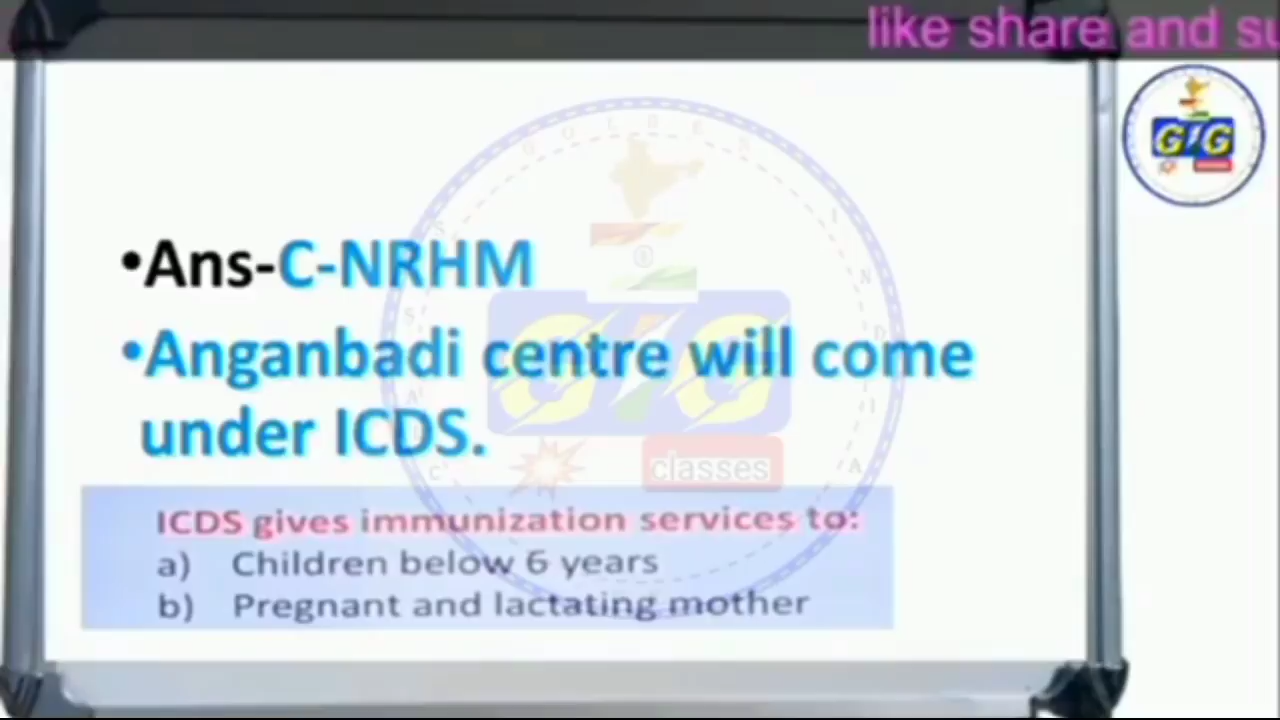 like share and su
GIG
•Ans-C-NRHM
•Anganbadi centre will come
under ICDS.
classes
ICDS gives immunization services to:
a) Children below 6 years
b) Pregnant and lactating mother